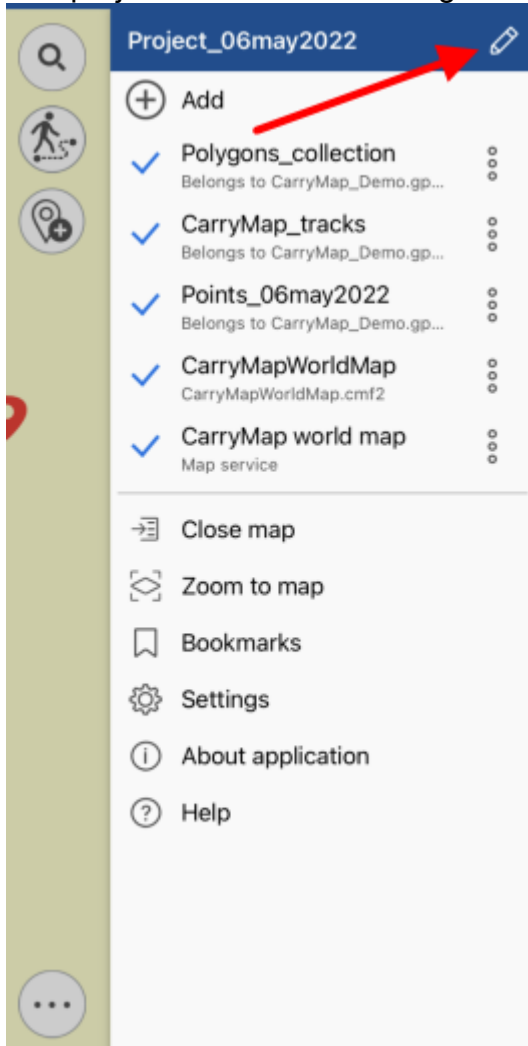 Project_06may2022
Add
Polygons_collection
Belongs to CarryMap_Demo.gp...
CarryMap_tracks
Belongs to CarryMap_Demo.gp...
Points_06may2022
Belongs to CarryMap_Demo.gp...
CarryMapWorldMap
CarryMapWorldMap.cmf2
CarryMap world map
Map service
Close map
Zoom to map
Bookmarks
Settings
About application
Help